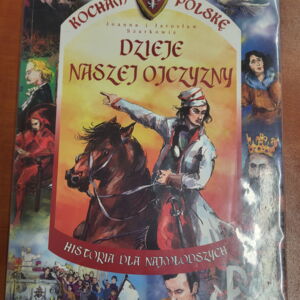 KOCHAM POLSKĘ
Joanna i Jarosław
Szarkowie
DZIEJE
NASZEJ OJCZYZNY
HISTORIA DLA NAJMŁODSZYCH